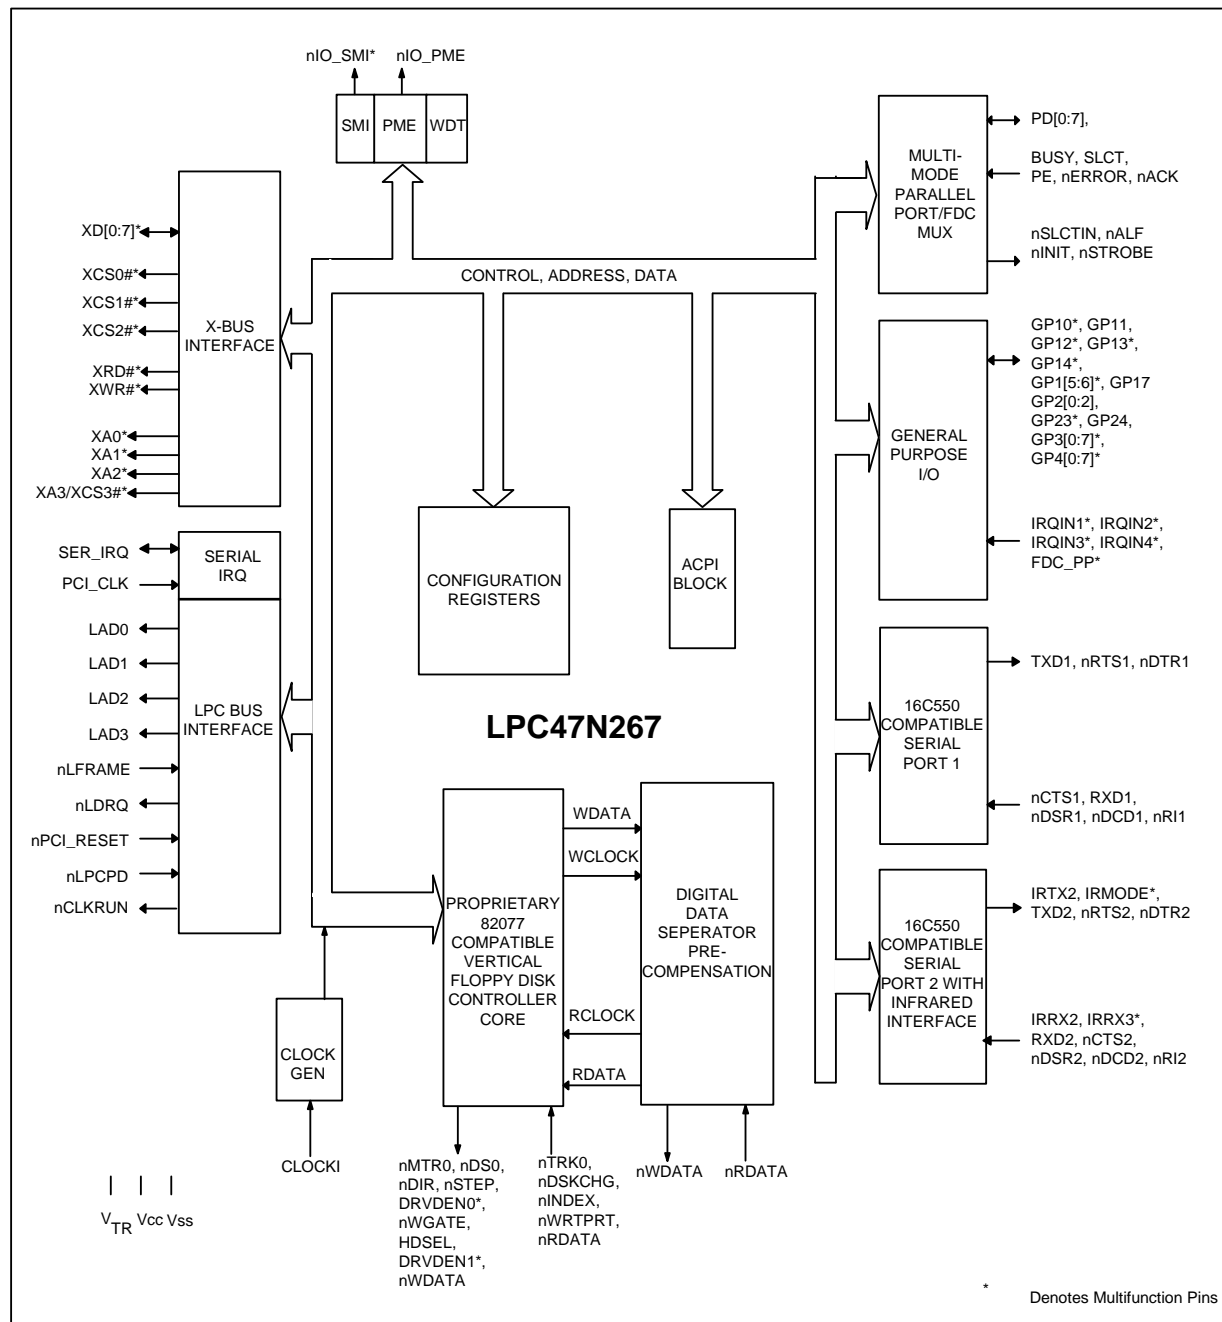 nIO_SMI*
nIO_PME
SMI
PME
WDT
XD[0:7]*
XCS0#*
XCS1#*
XCS2#*
XRD#*
XWR#*
XA0*
XA1*
XA2*
XA3/XCS3#*
X-BUS
INTERFACE
CONTROL, ADDRESS, DATA
MULTI-
MODE
PARALLEL
PORT/FDC
MUX
PD[0:7],
BUSY, SLCT,
PE, nERROR, nACK
nSLCTIN, nALF
nINIT, nSTROBE
GENERAL
PURPOSE
I/O
GP10*, GP11,
GP12*, GP13*,
GP14*,
GP1[5:6]*, GP17
GP2[0:2],
GP23*, GP24,
GP3[0:7]*,
GP4[0:7]*
IRQIN1*, IRQIN2*,
IRQIN3*, IRQIN4*,
FDC_PP*
SER_IRQ
PCI_CLK
SERIAL
IRQ
CONFIGURATION
REGISTERS
ACPI
BLOCK
LAD0
LAD1
LAD2
LAD3
nLFRAME
nLDRQ
nPCI_RESET
nLPCPD
nCLKRUN
LPC BUS
INTERFACE
LPC47N267
16C550
COMPATIBLE
SERIAL
PORT 1
TXD1, nRTS1, nDTR1
nCTS1, RXD1,
nDSR1, nDCD1, nRI1
PROPRIETARY
82077
COMPATIBLE
VERTICAL
FLOPPY DISK
CONTROLLER
CORE
WDATA
WCLOCK
RCLOCK
RDATA
DIGITAL
DATA
SEPERATOR
PRE-
COMPENSATION
16C550
COMPATIBLE
SERIAL
PORT 2 WITH
INFRARED
INTERFACE
IRTX2, IRMODE*,
TXD2, nRTS2, nDTR2
IRRX2, IRRX3*,
RXD2, nCTS2,
nDSR2, nDCD2, nRI2
CLOCK
GEN
CLOCKI
nMTR0, nDS0,
nDIR, nSTEP,
DRVDEN0*,
nWGATE,
HDSEL,
DRVDEN1*,
nWDATA
nTRK0,
nDSKCHG,
nINDEX,
nWRTPRT,
nRDATA
nWDATA
nRDATA
VTR Vcc Vss
* Denotes Multifunction Pins